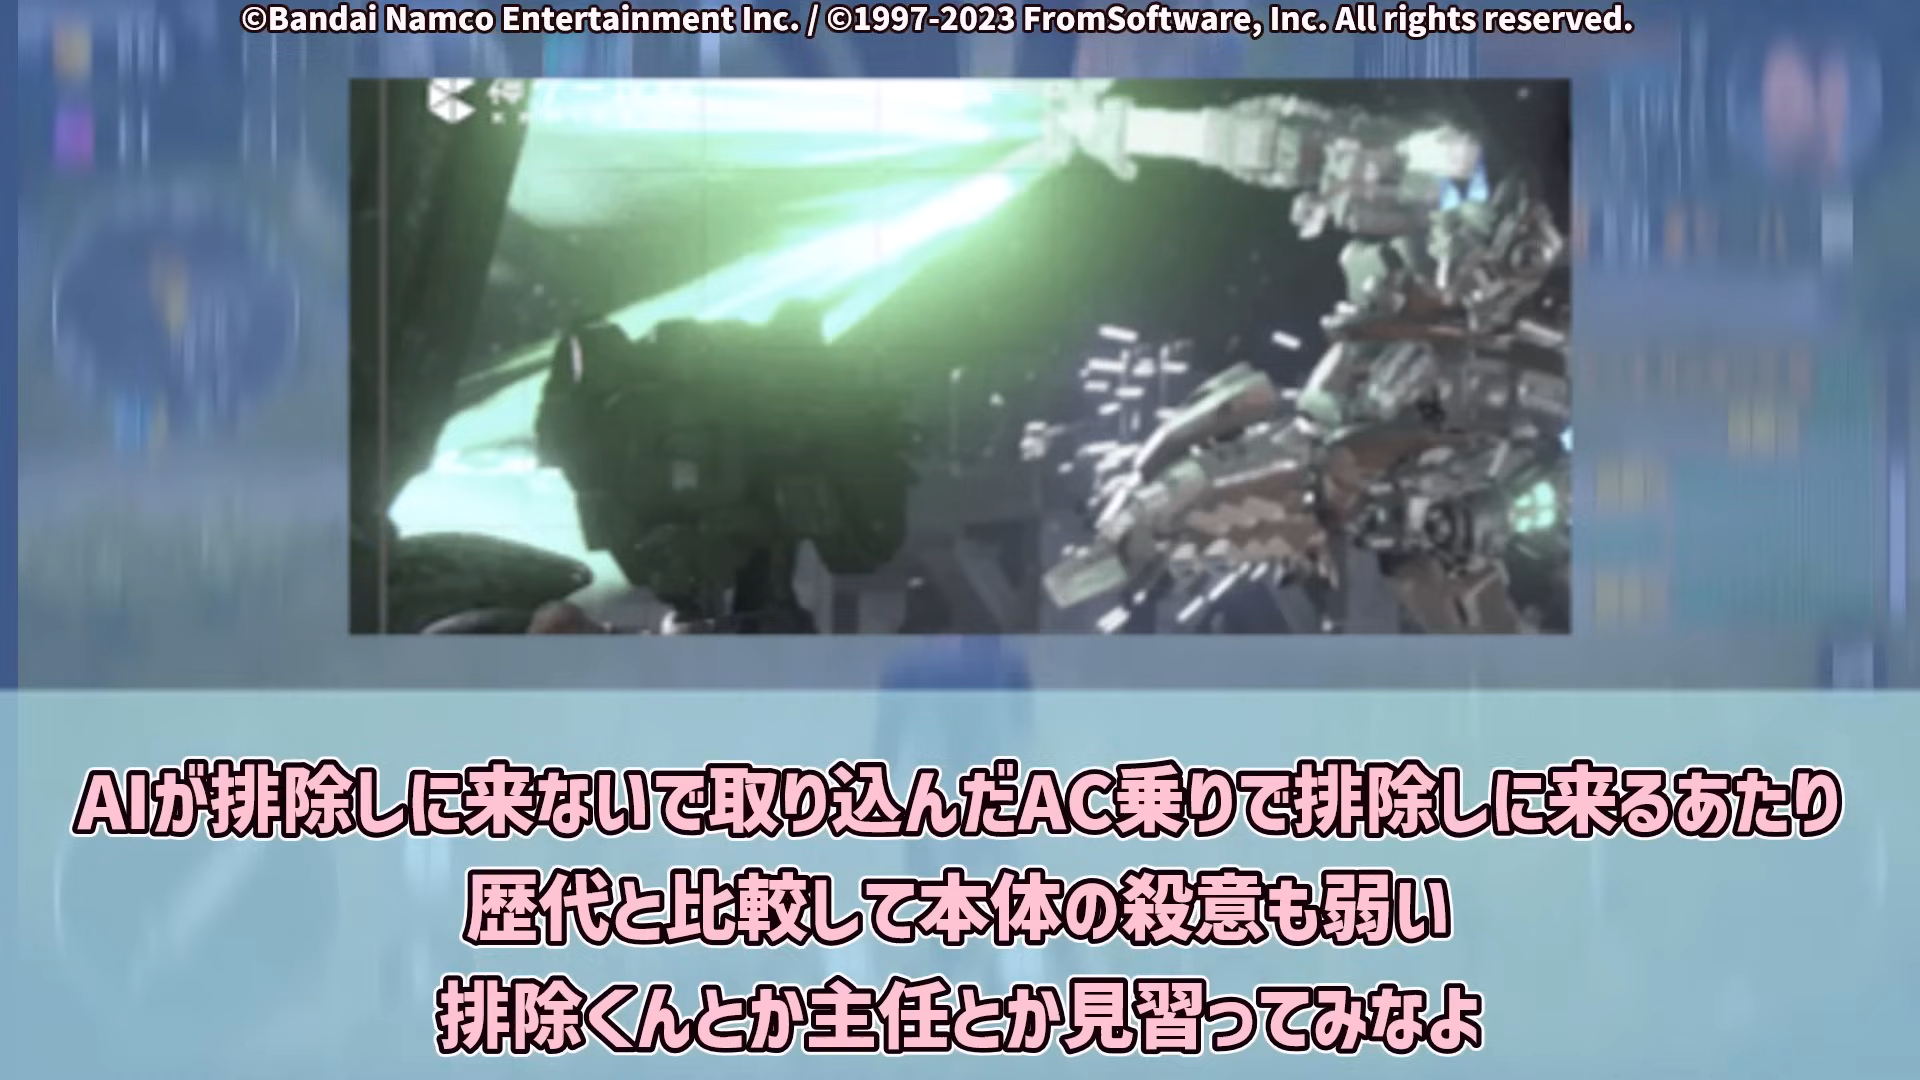 ©Bandai Namco Entertainment Inc. / ©1997-2023 FromSoftware, Inc. All rights reserved.
AIが排除しに来ないで取り込んだAC乗りで排除しに来るあたり
歴代と比較して本体の殺意も弱い
排除くんとか主任とか見習ってみなよ